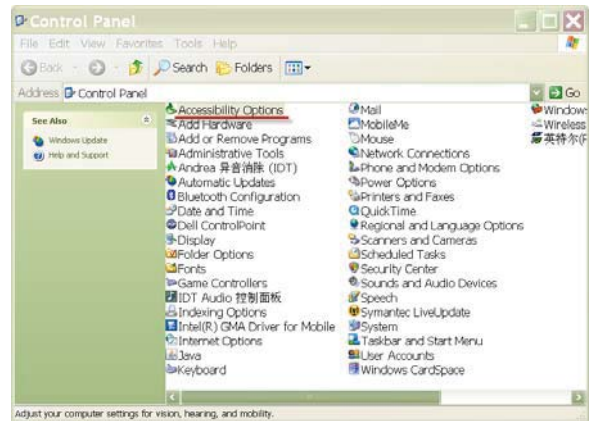 Control Panel
File Edit View Favorites Tools Help
Back Search Folders
Address Control Panel Go
See Also
Windows Update
Help and Support
Accessibility Options
Add Hardware
Add or Remove Programs
Administrative Tools
Andrea 异音消除 (IDT)
Automatic Updates
Bluetooth Configuration
Date and Time
Dell ControlPoint
Display
Folder Options
Fonts
Game Controllers
IDT Audio 控制面板
Indexing Options
Intel(R) GMA Driver for Mobile
Internet Options
Java
Keyboard
Mail
MobileMe
Mouse
Network Connections
Phone and Modem Options
Power Options
Printers and Faxes
QuickTime
Regional and Language Options
Scanners and Cameras
Scheduled Tasks
Security Center
Sounds and Audio Devices
Speech
Symantec LiveUpdate
System
Taskbar and Start Menu
User Accounts
Windows CardSpace
Window
Wireless
英特尔(R
Adjust your computer settings for vision, hearing, and mobility.